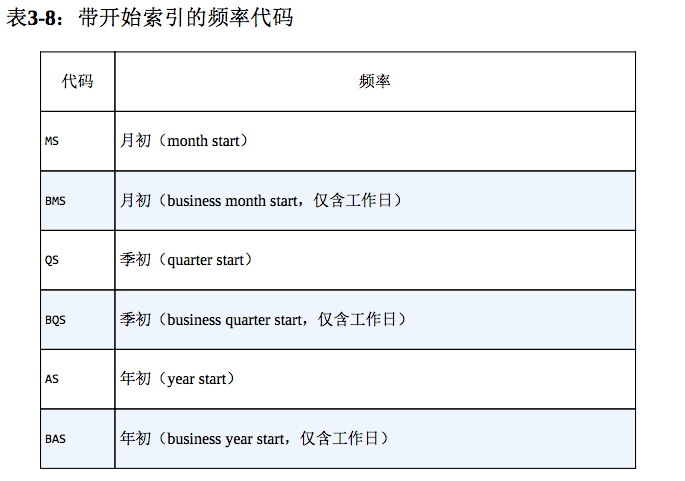 表3-8：带开始索引的频率代码
代码 频率
MS 月初（month start）
BMS 月初（business month start，仅含工作日）
QS 季初（quarter start）
BQS 季初（business quarter start，仅含工作日）
AS 年初（year start）
BAS 年初（business year start，仅含工作日）